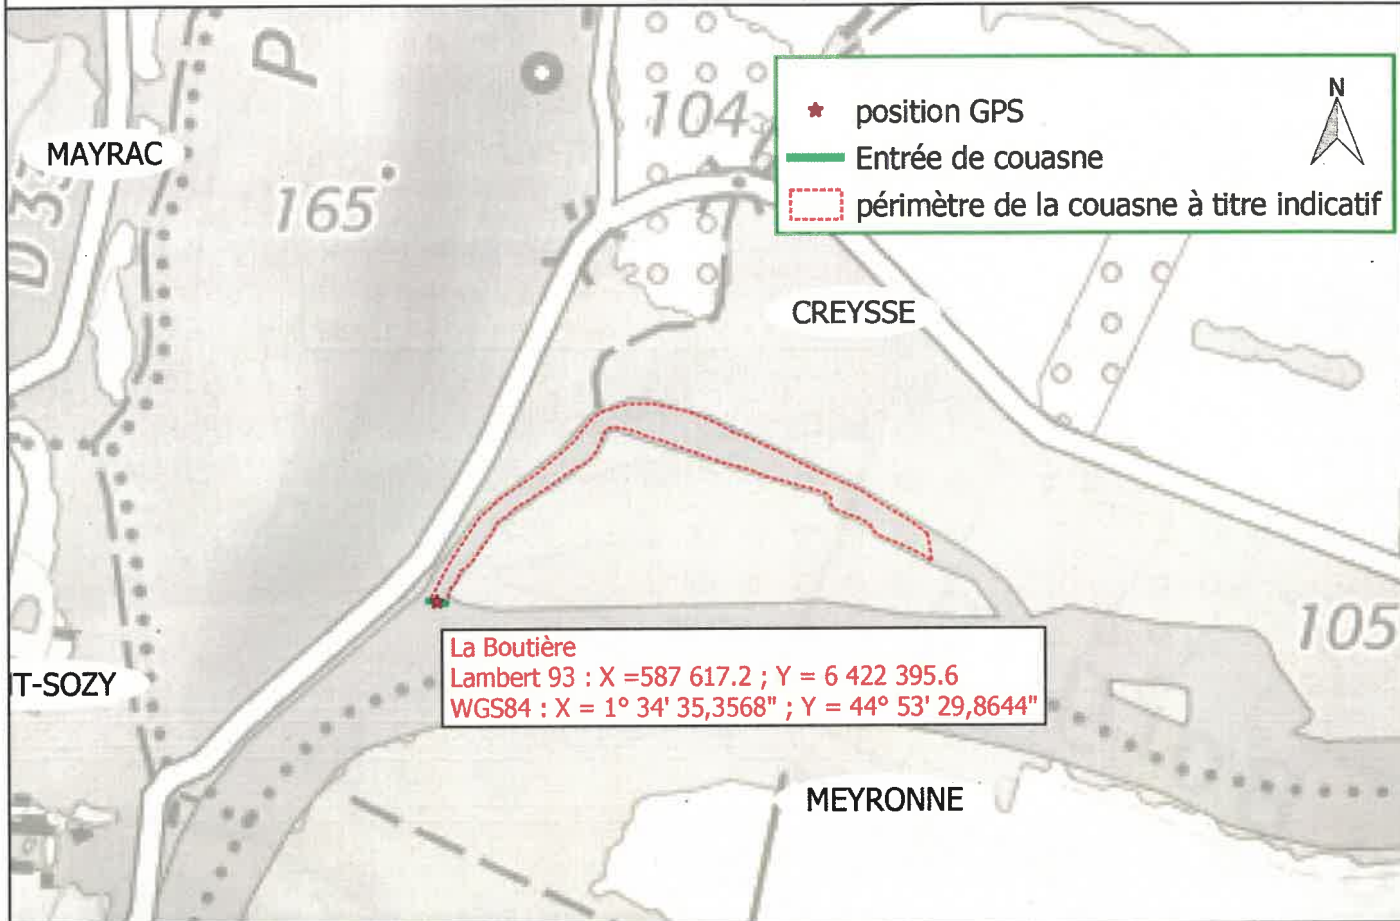 P
104
N
position GPS
Entrée de couasne
périmètre de la couasne à titre indicatif
MAYRAC
165
CREYSSE
105
La Boutière
Lambert 93 : X =587 617.2 ; Y = 6 422 395.6
WGS84 : X = 1° 34' 35,3568" ; Y = 44° 53' 29,8644"
IT-SOZY
MEYRONNE